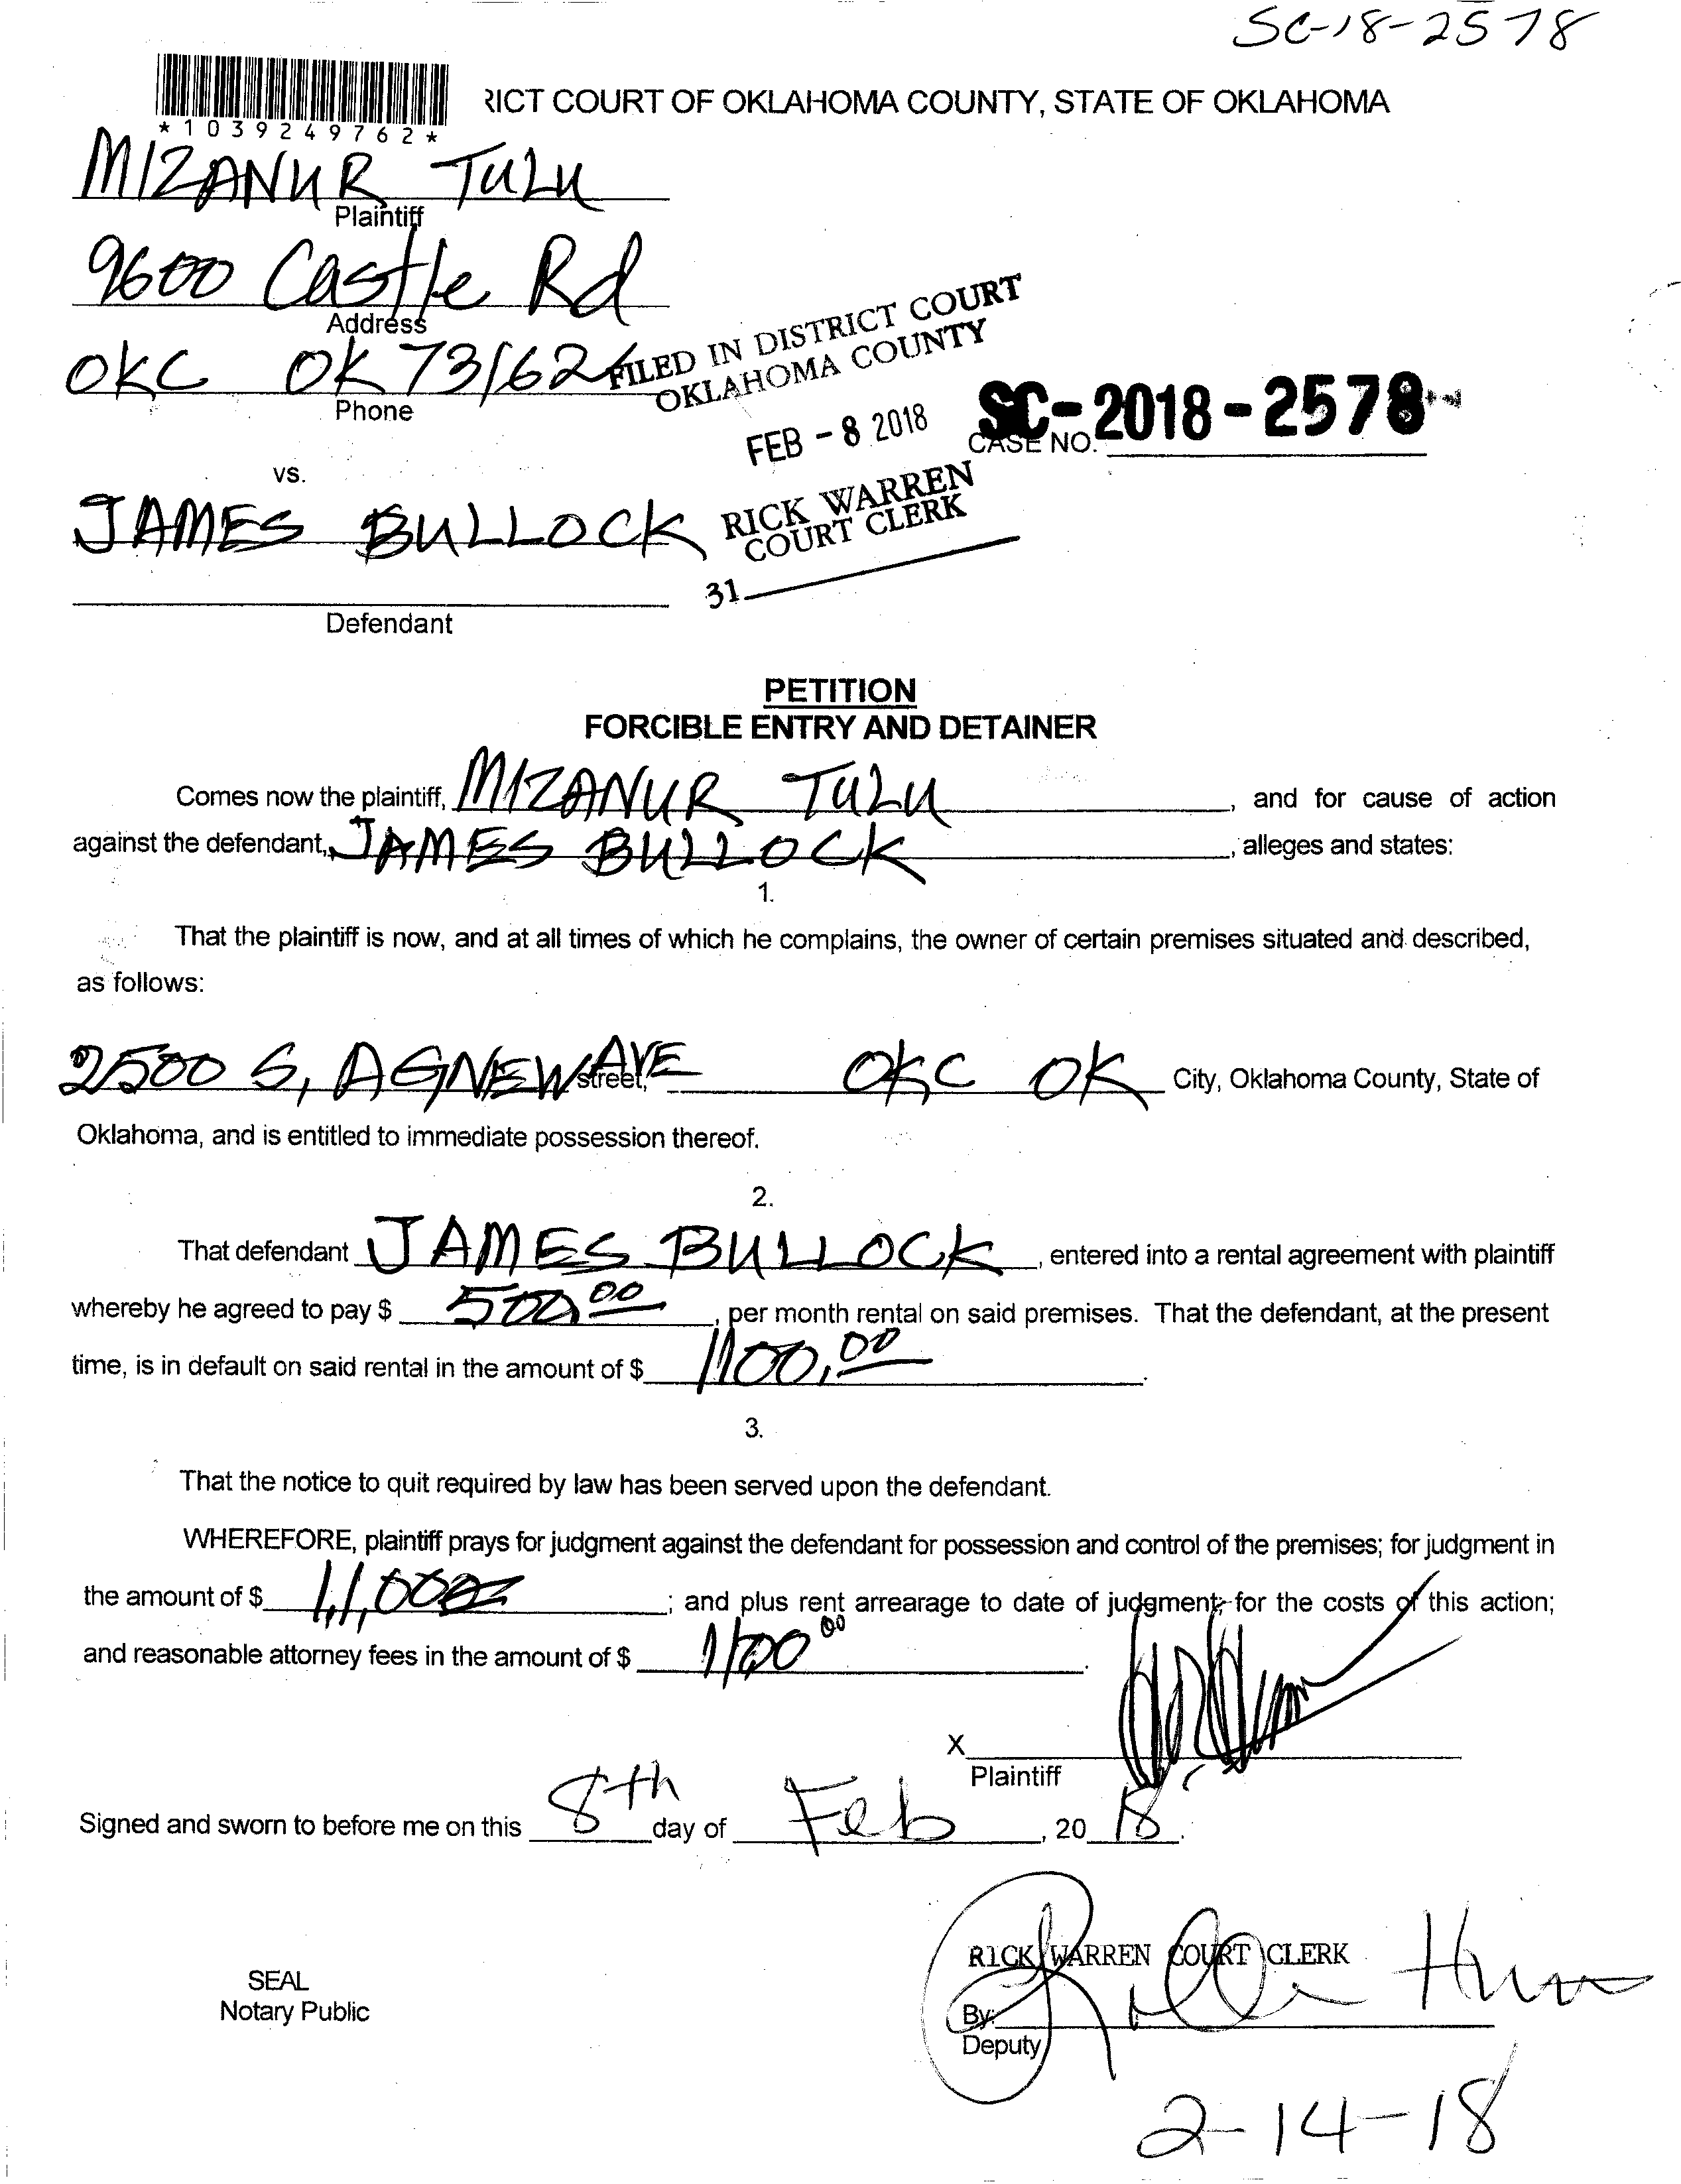 SC-18-2578
*1039249762*
RICT COURT OF OKLAHOMA COUNTY, STATE OF OKLAHOMA
MIZANUR TULU
Plaintiff
9600 Castle Rd
Address
OKC OK 73162
Phone
FILED IN DISTRICT COURT
OKLAHOMA COUNTY
FEB - 8 2018
SC-2018-2578
CASE NO.
vs.
JAMES BULLOCK
RICK WARREN
COURT CLERK
31
Defendant
PETITION
FORCIBLE ENTRY AND DETAINER
Comes now the plaintiff, MIZANUR TULU, and for cause of action
against the defendant, JAMES BULLOCK, alleges and states:
1.
That the plaintiff is now, and at all times of which he complains, the owner of certain premises situated and described,
as follows:
2500 S, AGNEW AVE street, OKC OK City, Oklahoma County, State of
Oklahoma, and is entitled to immediate possession thereof.
2.
That defendant JAMES BULLOCK, entered into a rental agreement with plaintiff
whereby he agreed to pay $ 500 00, per month rental on said premises. That the defendant, at the present
time, is in default on said rental in the amount of $ 1100,00.
3.
That the notice to quit required by law has been served upon the defendant.
WHEREFORE, plaintiff prays for judgment against the defendant for possession and control of the premises; for judgment in
the amount of $ ; and plus rent arrearage to date of judgment; for the costs of this action;
and reasonable attorney fees in the amount of $ 1100 00.
X
Plaintiff
Signed and sworn to before me on this 8th day of Feb, 20 18.
RICK WARREN COURT CLERK
SEAL
Notary Public
By:
Deputy
2-14-18